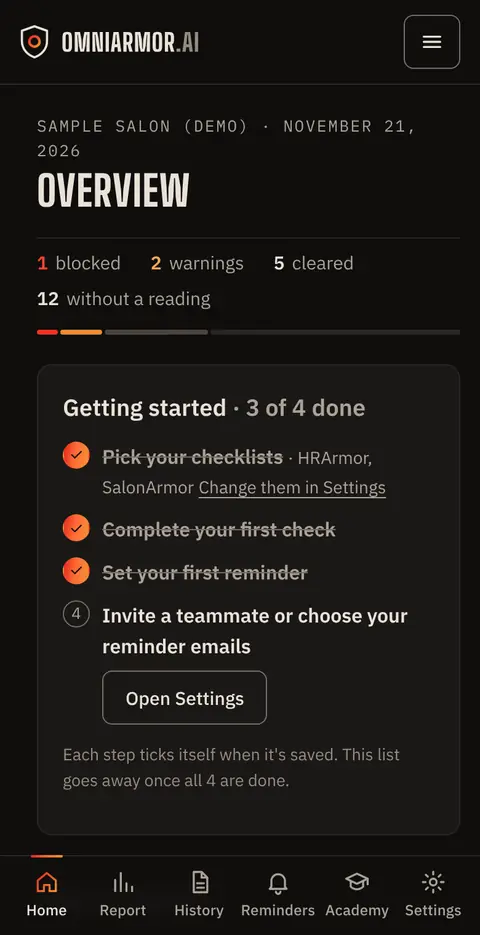 OMNIARMOR.AI
SAMPLE SALON (DEMO) · NOVEMBER 21,
2026
OVERVIEW
1 blocked 2 warnings 5 cleared
12 without a reading
Getting started · 3 of 4 done
Pick your checklists · HRArmor,
SalonArmor Change them in Settings
Complete your first check
Set your first reminder
4 Invite a teammate or choose your
reminder emails
Open Settings
Each step ticks itself when it's saved. This list
goes away once all 4 are done.
Home Report History Reminders Academy Settings